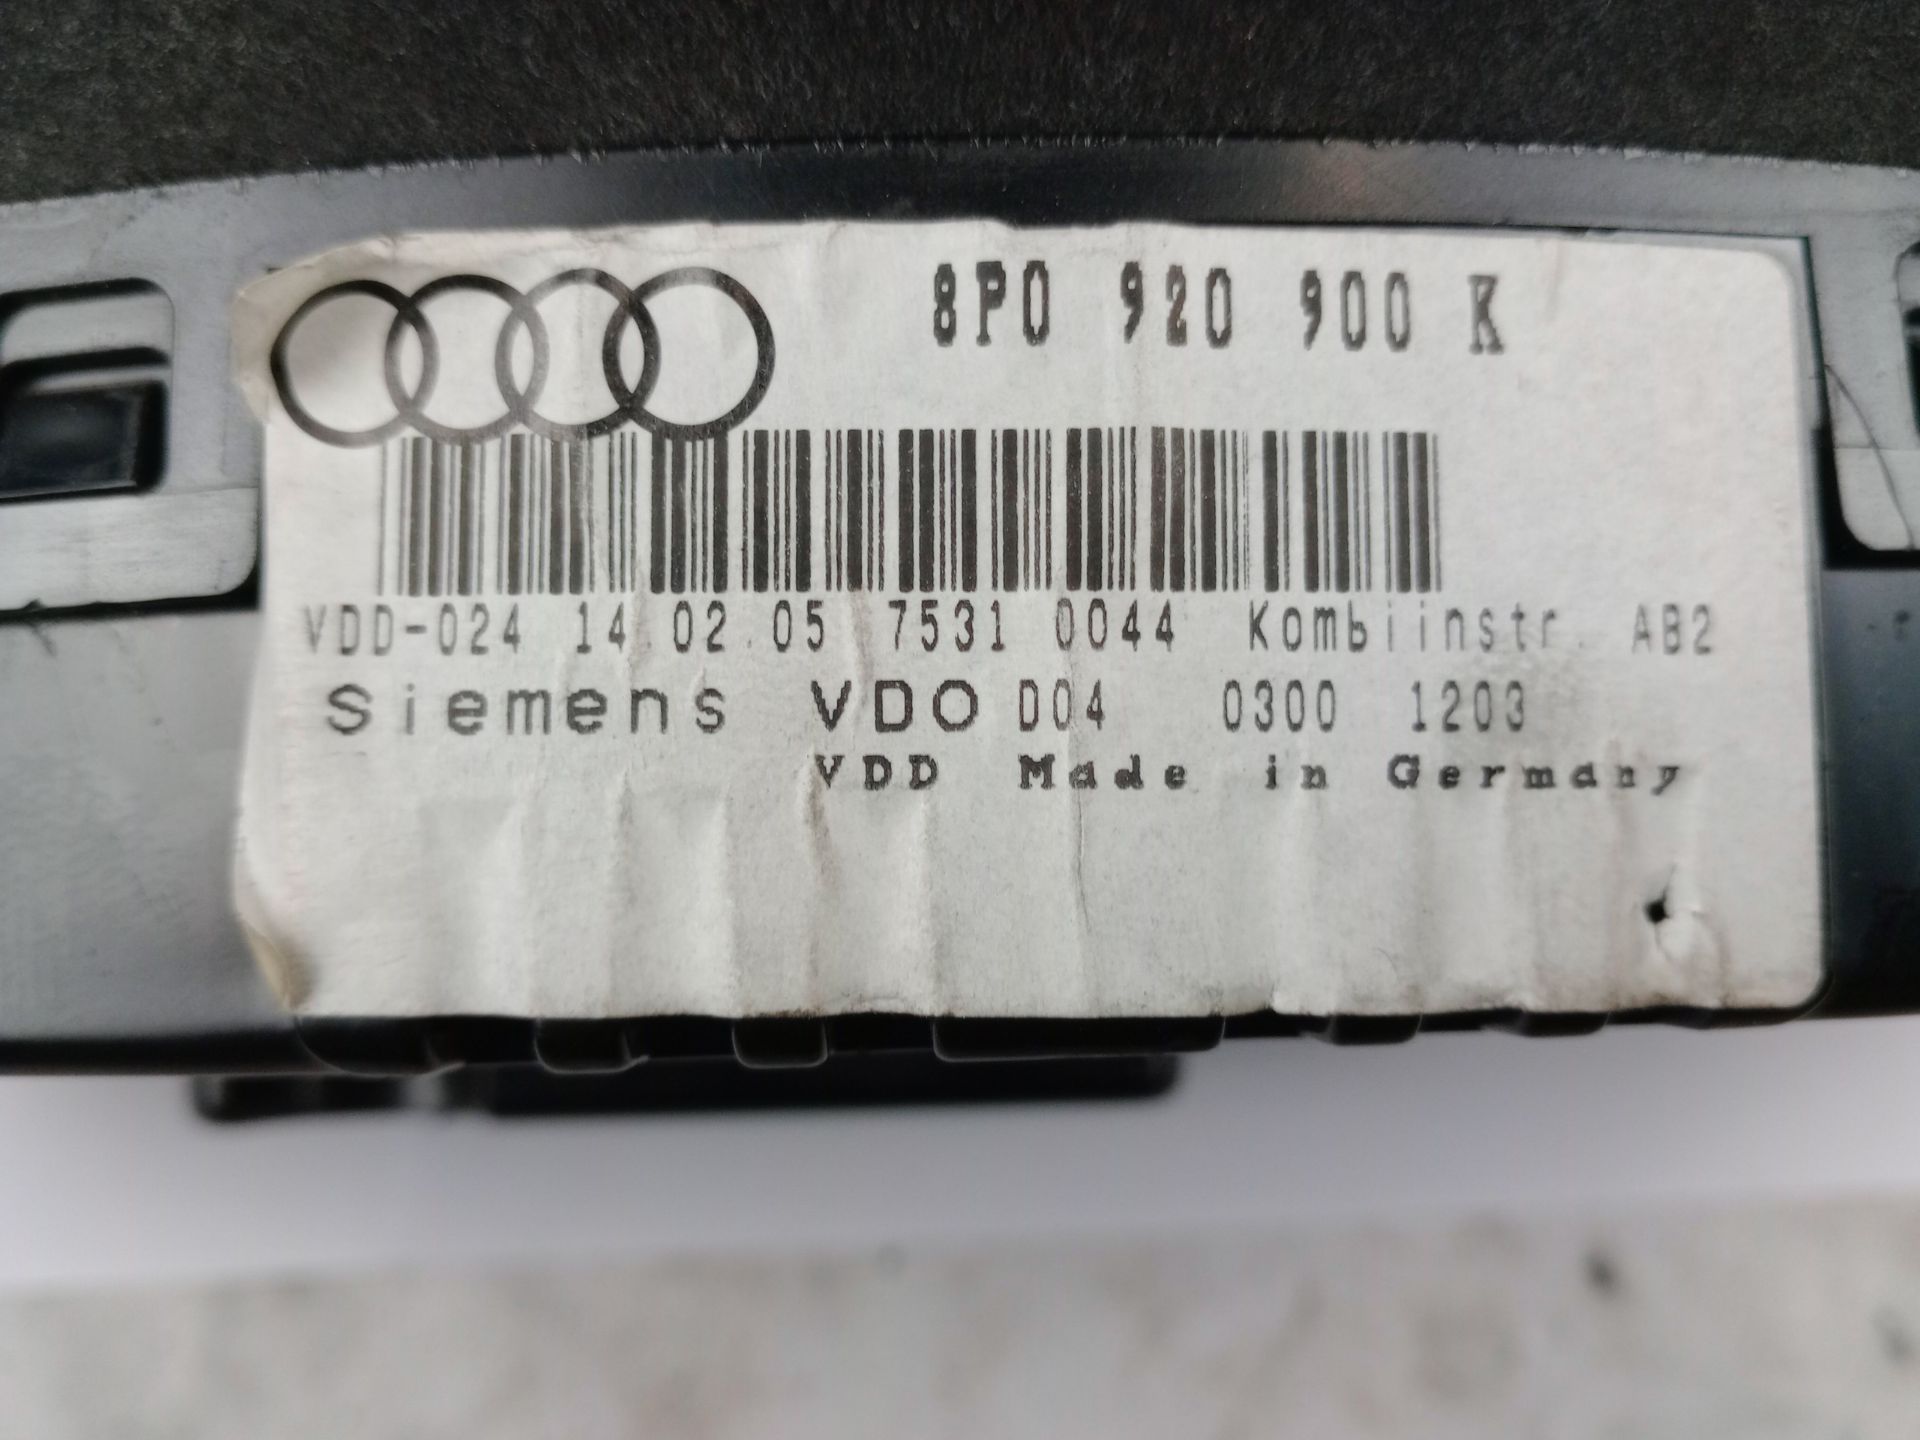 8P0 920 900 K
VDD-024 14.02.05 7531 0044 Kombiinstr. AB2
Siemens VDO D04 0300 1203
VDD Made in Germany